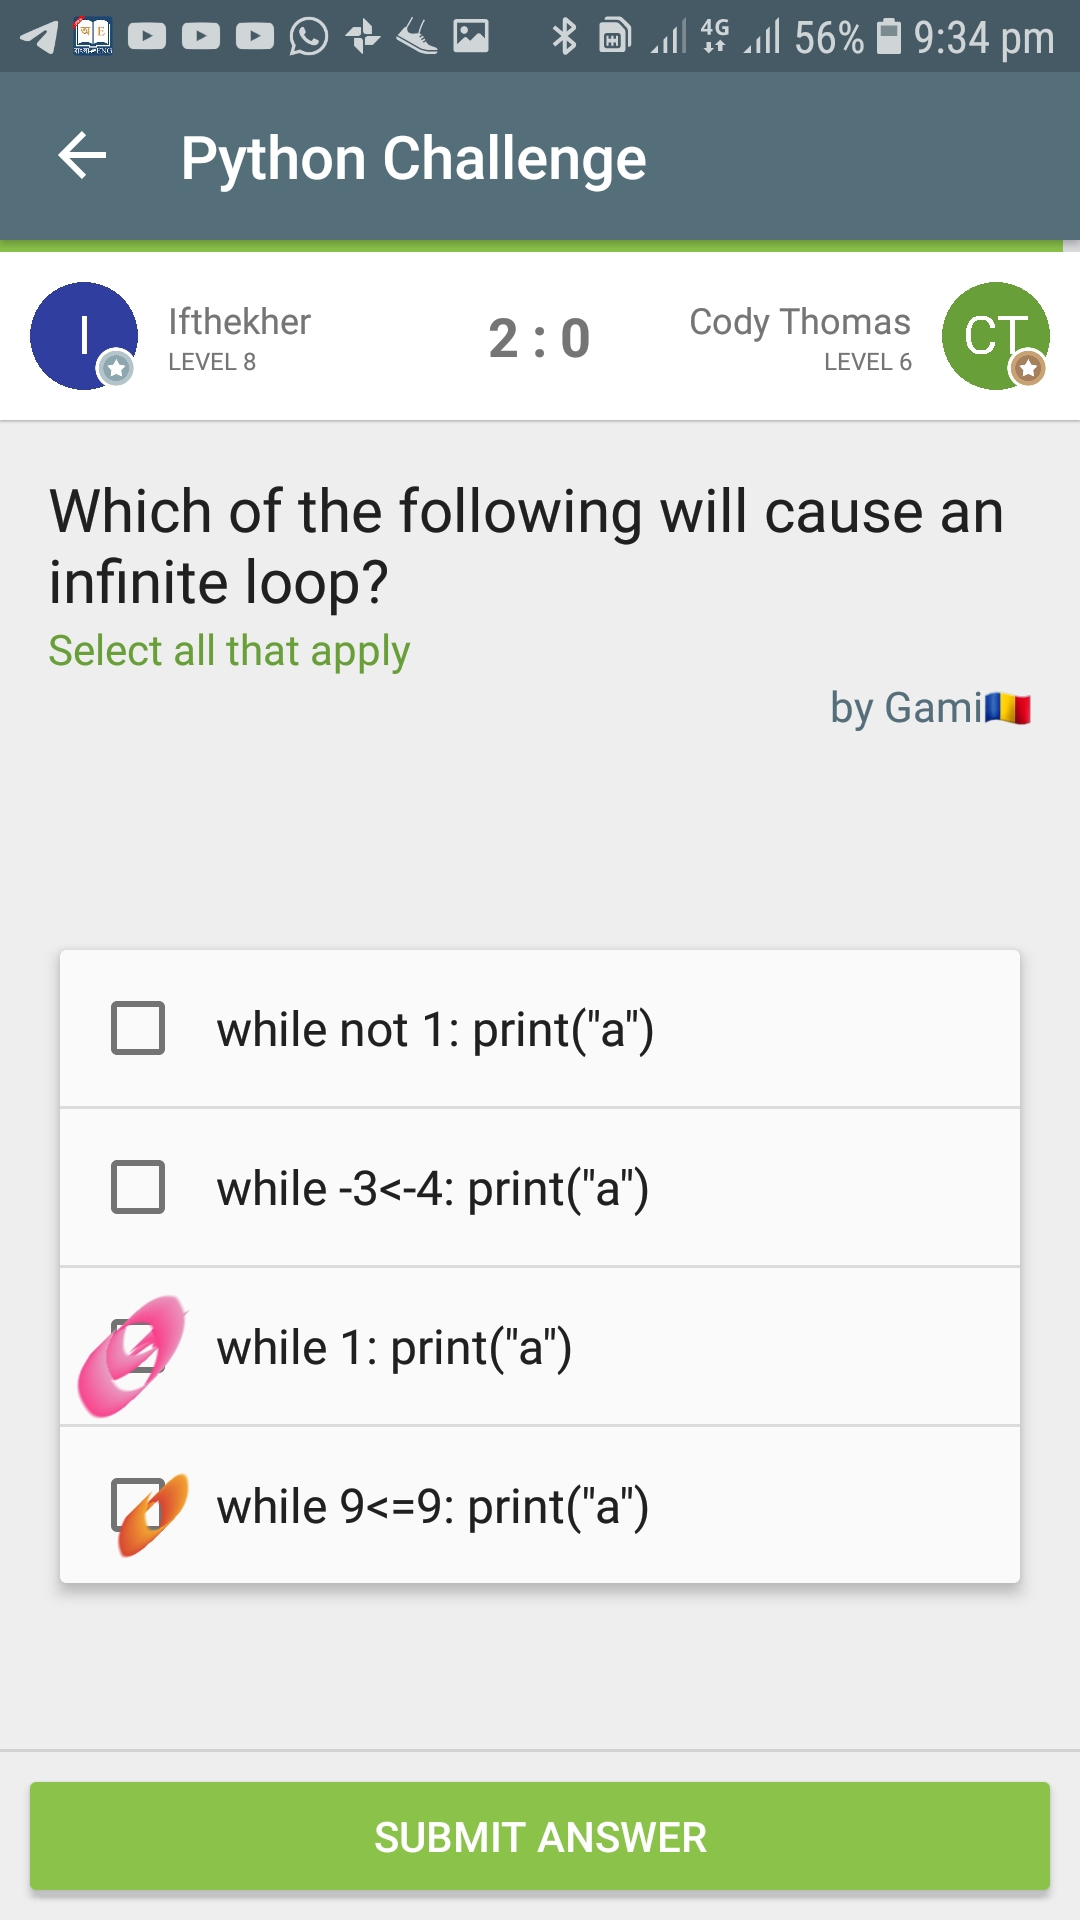 4G 56% 9:34 pm
Python Challenge
I
Ifthekher
LEVEL 8
2 : 0
Cody Thomas
LEVEL 6
CT
Which of the following will cause an
infinite loop?
Select all that apply
by Gami🇷🇴
while not 1: print("a")
while -3<-4: print("a")
while 1: print("a")
while 9<=9: print("a")
SUBMIT ANSWER